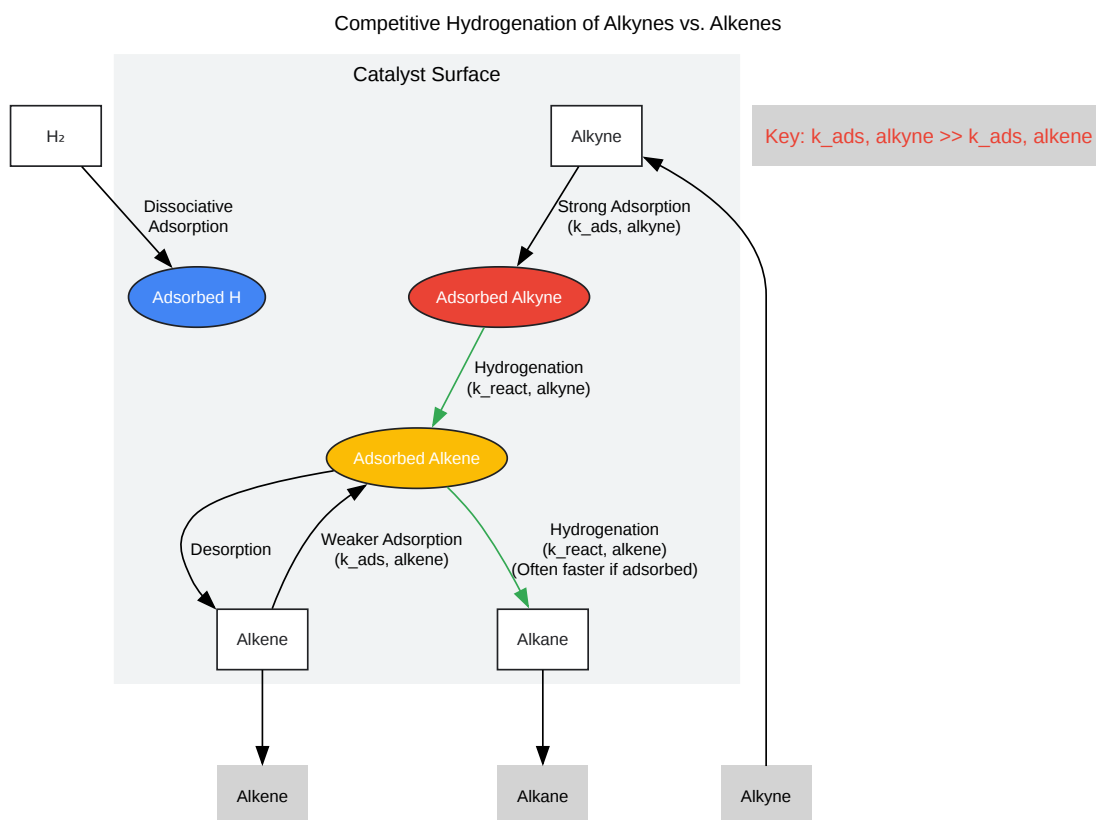 Competitive Hydrogenation of Alkynes vs. Alkenes
Catalyst Surface
H₂
Alkyne
Key: k_ads, alkyne >> k_ads, alkene
Dissociative
Adsorption
Strong Adsorption
(k_ads, alkyne)
Adsorbed H
Adsorbed Alkyne
Hydrogenation
(k_react, alkyne)
Adsorbed Alkene
Desorption
Weaker Adsorption
(k_ads, alkene)
Hydrogenation
(k_react, alkene)
(Often faster if adsorbed)
Alkene
Alkane
Alkene
Alkane
Alkyne